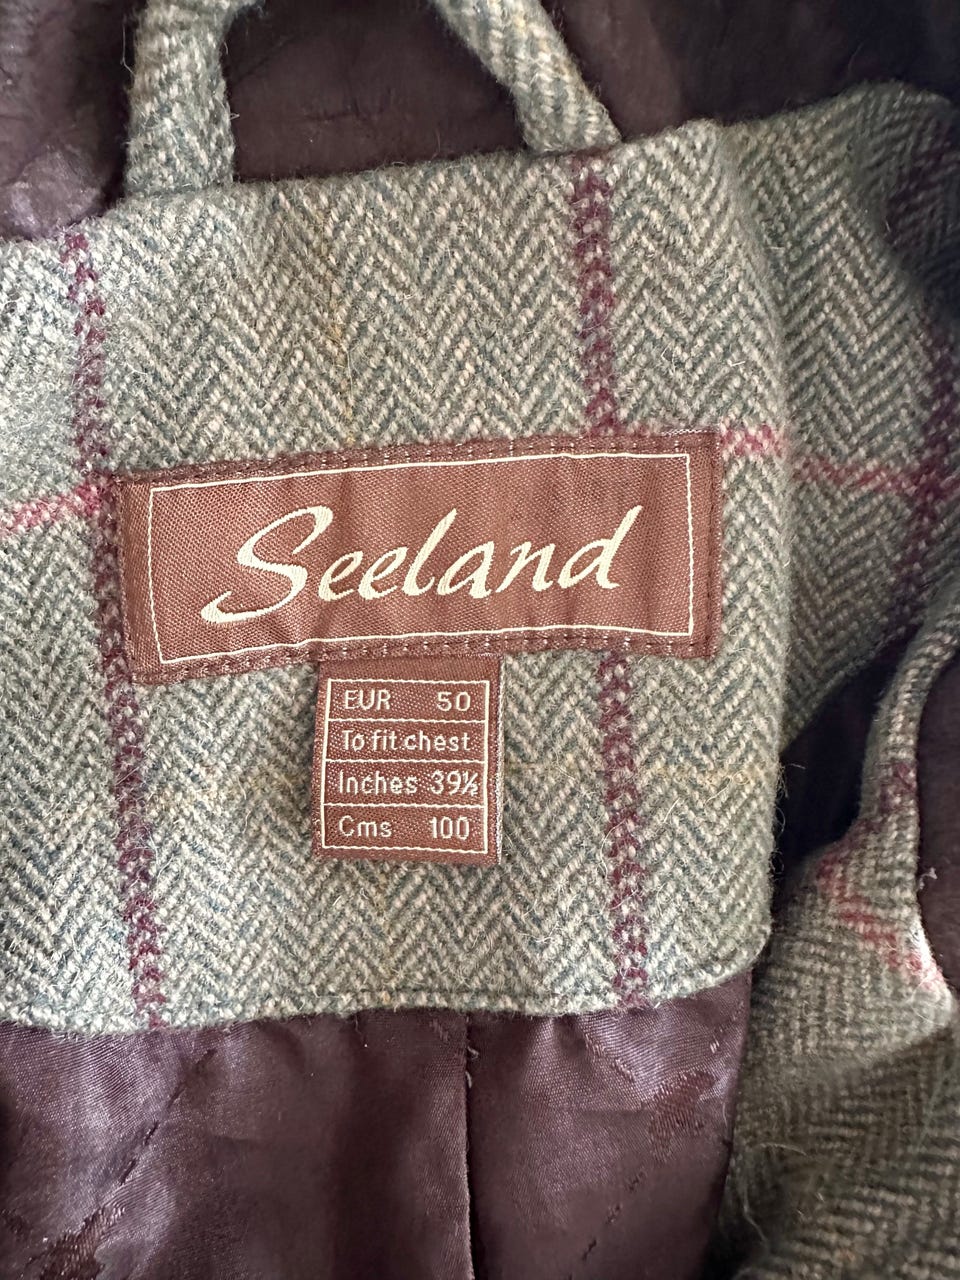 Seeland
EUR 50
To fit chest
Inches 39½
Cms 100